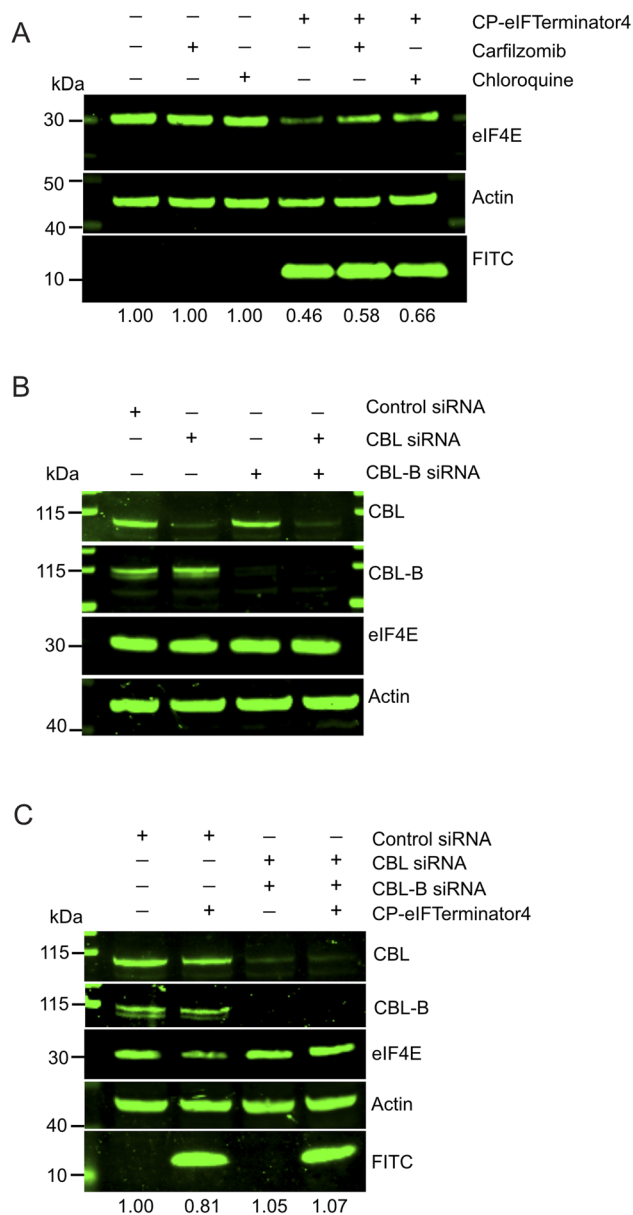 A
− − − + + + CP-eIFTerminator4
− + − − + − Carfilzomib
− − + − − + Chloroquine
kDa
30 eIF4E
50
Actin
40
FITC
10
1.00 1.00 1.00 0.46 0.58 0.66
B
+ − − − Control siRNA
− + − + CBL siRNA
− − + + CBL-B siRNA
kDa
115 CBL
115 CBL-B
30 eIF4E
Actin
40
C
+ + − − Control siRNA
− − + + CBL siRNA
− − + + CBL-B siRNA
− + − + CP-eIFTerminator4
kDa
115 CBL
115 CBL-B
30 eIF4E
Actin
40
FITC
10
1.00 0.81 1.05 1.07